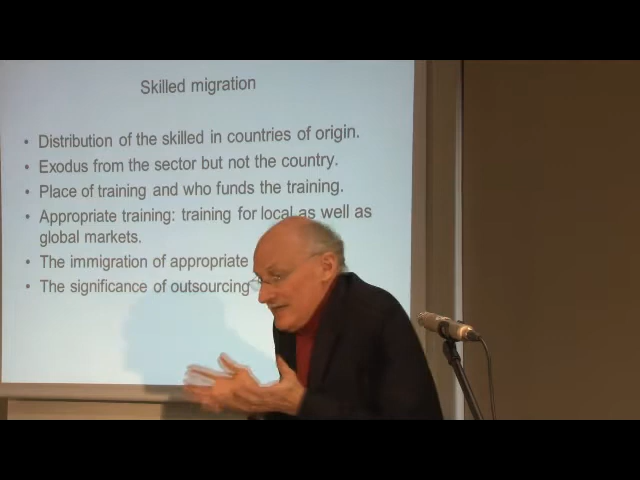 Skilled migration
• Distribution of the skilled in countries of origin.
• Exodus from the sector but not the country.
• Place of training and who funds the training.
• Appropriate training: training for local as well as
global markets.
• The immigration of appropriate
• The significance of outsourcing